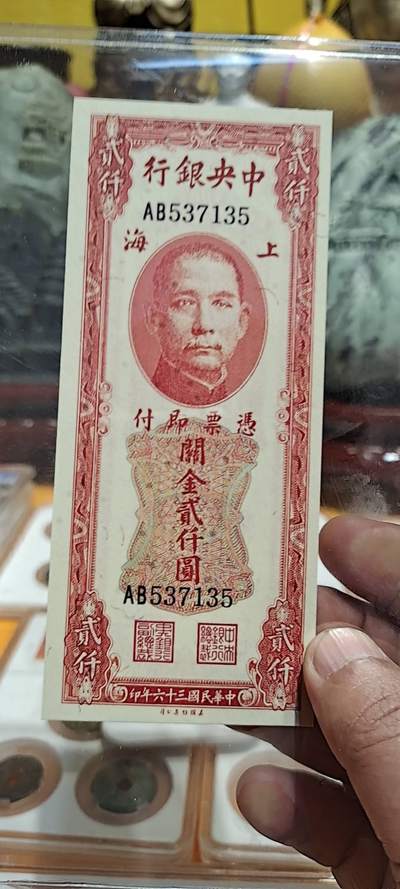 貳仟
貳仟
中央銀行
AB537135
上海
憑票即付
關金貳仟圓
AB537135
貳仟
貳仟
中華民國三十六年印